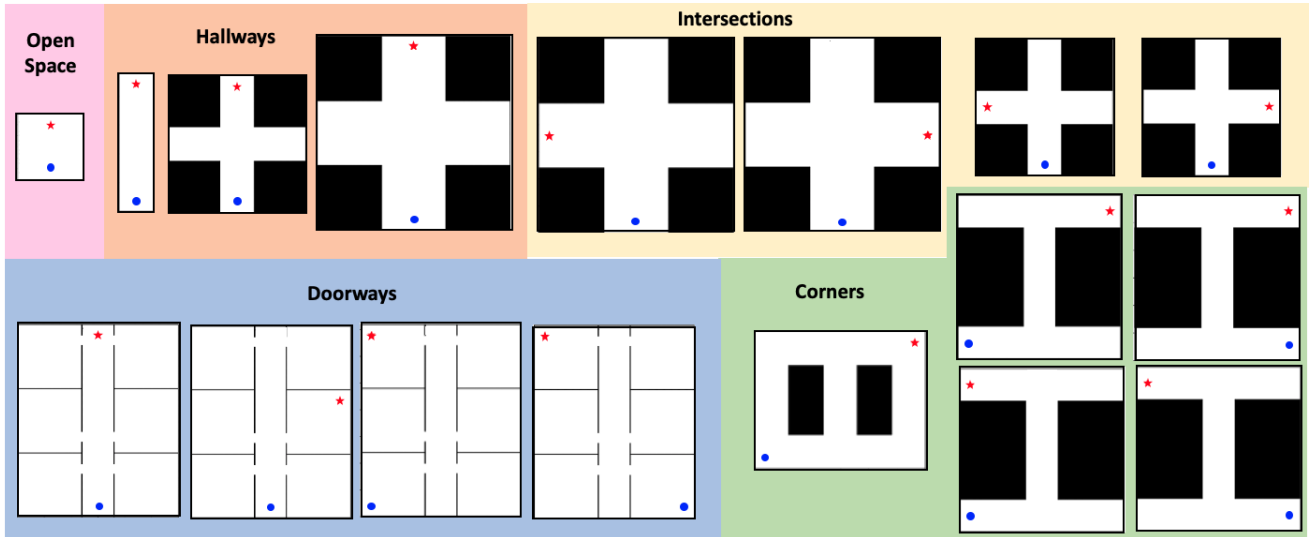 Open
Space
Hallways
Intersections
Doorways
Corners